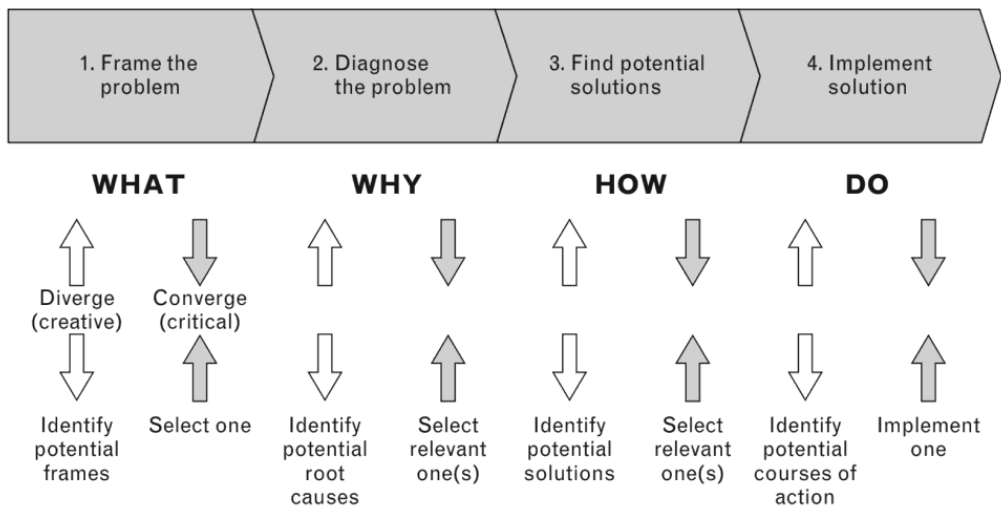 1. Frame the
problem
2. Diagnose
the problem
3. Find potential
solutions
4. Implement
solution
WHAT
WHY
HOW
DO
Diverge
(creative)
Converge
(critical)
Identify
potential
frames
Select one
Identify
potential
root
causes
Select
relevant
one(s)
Identify
potential
solutions
Select
relevant
one(s)
Identify
potential
courses of
action
Implement
one